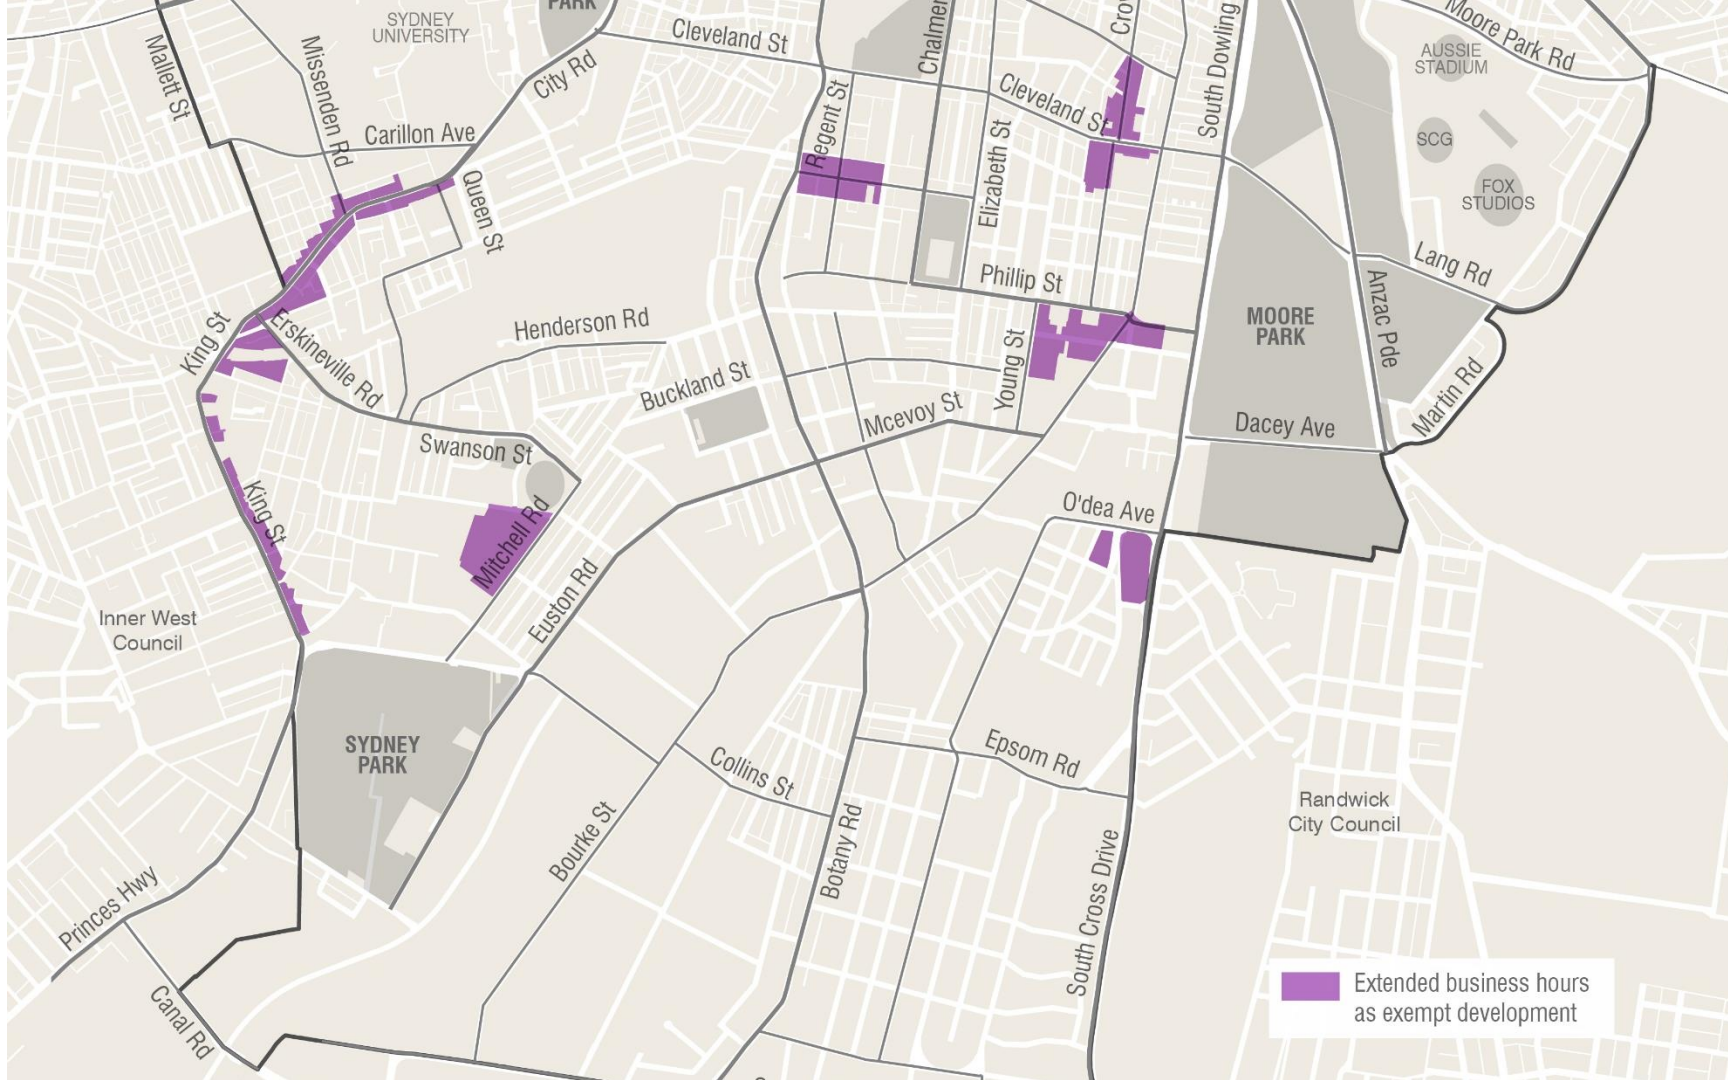 PARK
SYDNEY
UNIVERSITY
Mallett St
Missenden Rd
Cleveland St
City Rd
Carillon Ave
Queen St
Regent St
Elizabeth St
Cleveland St
South Dowling
Moore Park Rd
AUSSIE
STADIUM
SCG
FOX
STUDIOS
Lang Rd
Anzac Pde
MOORE
PARK
Martin Rd
Dacey Ave
Phillip St
Young St
King St
Erskineville Rd
Henderson Rd
Buckland St
Mcevoy St
Swanson St
King St
Mitchell Rd
Euston Rd
O'dea Ave
Inner West
Council
SYDNEY
PARK
Collins St
Epsom Rd
Bourke St
Botany Rd
South Cross Drive
Randwick
City Council
Princes Hwy
Canal Rd
Extended business hours
as exempt development